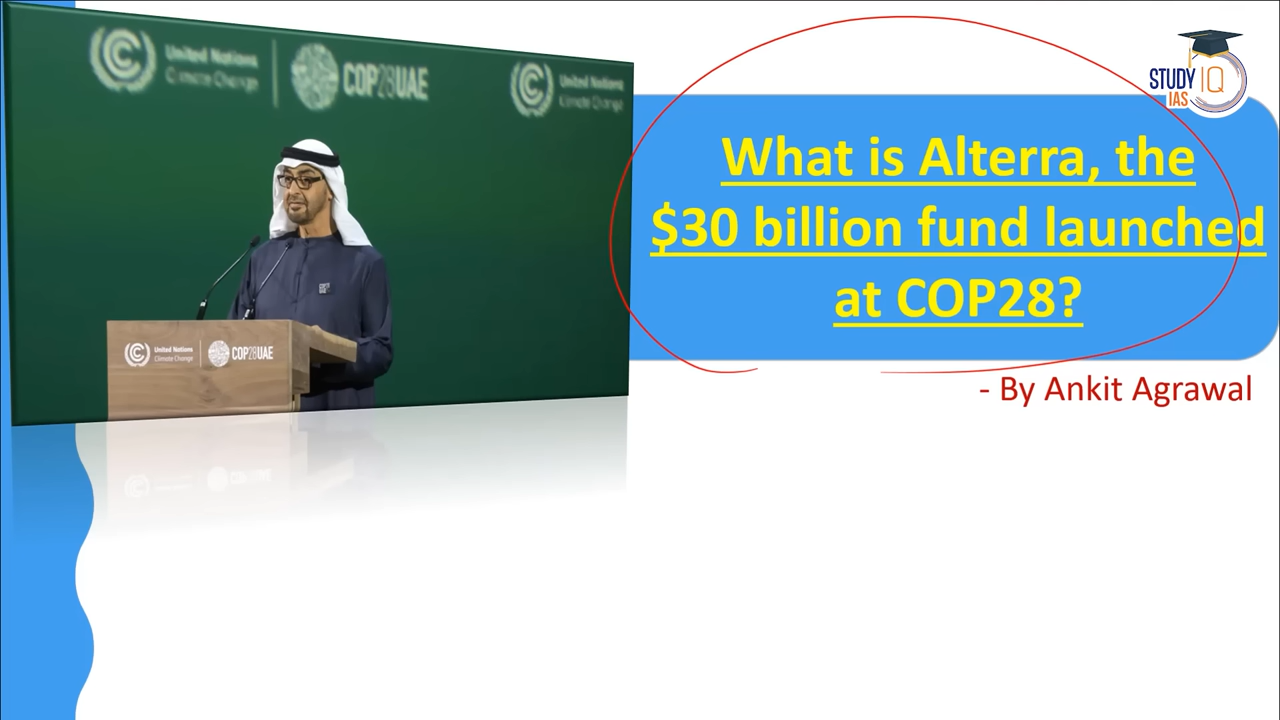 United Nations
Climate Change
COP28UAE
United Nations
Climate Change
United Nations
Climate Change
COP28UAE
STUDY IQ
IAS
What is Alterra, the
$30 billion fund launched
at COP28?
- By Ankit Agrawal